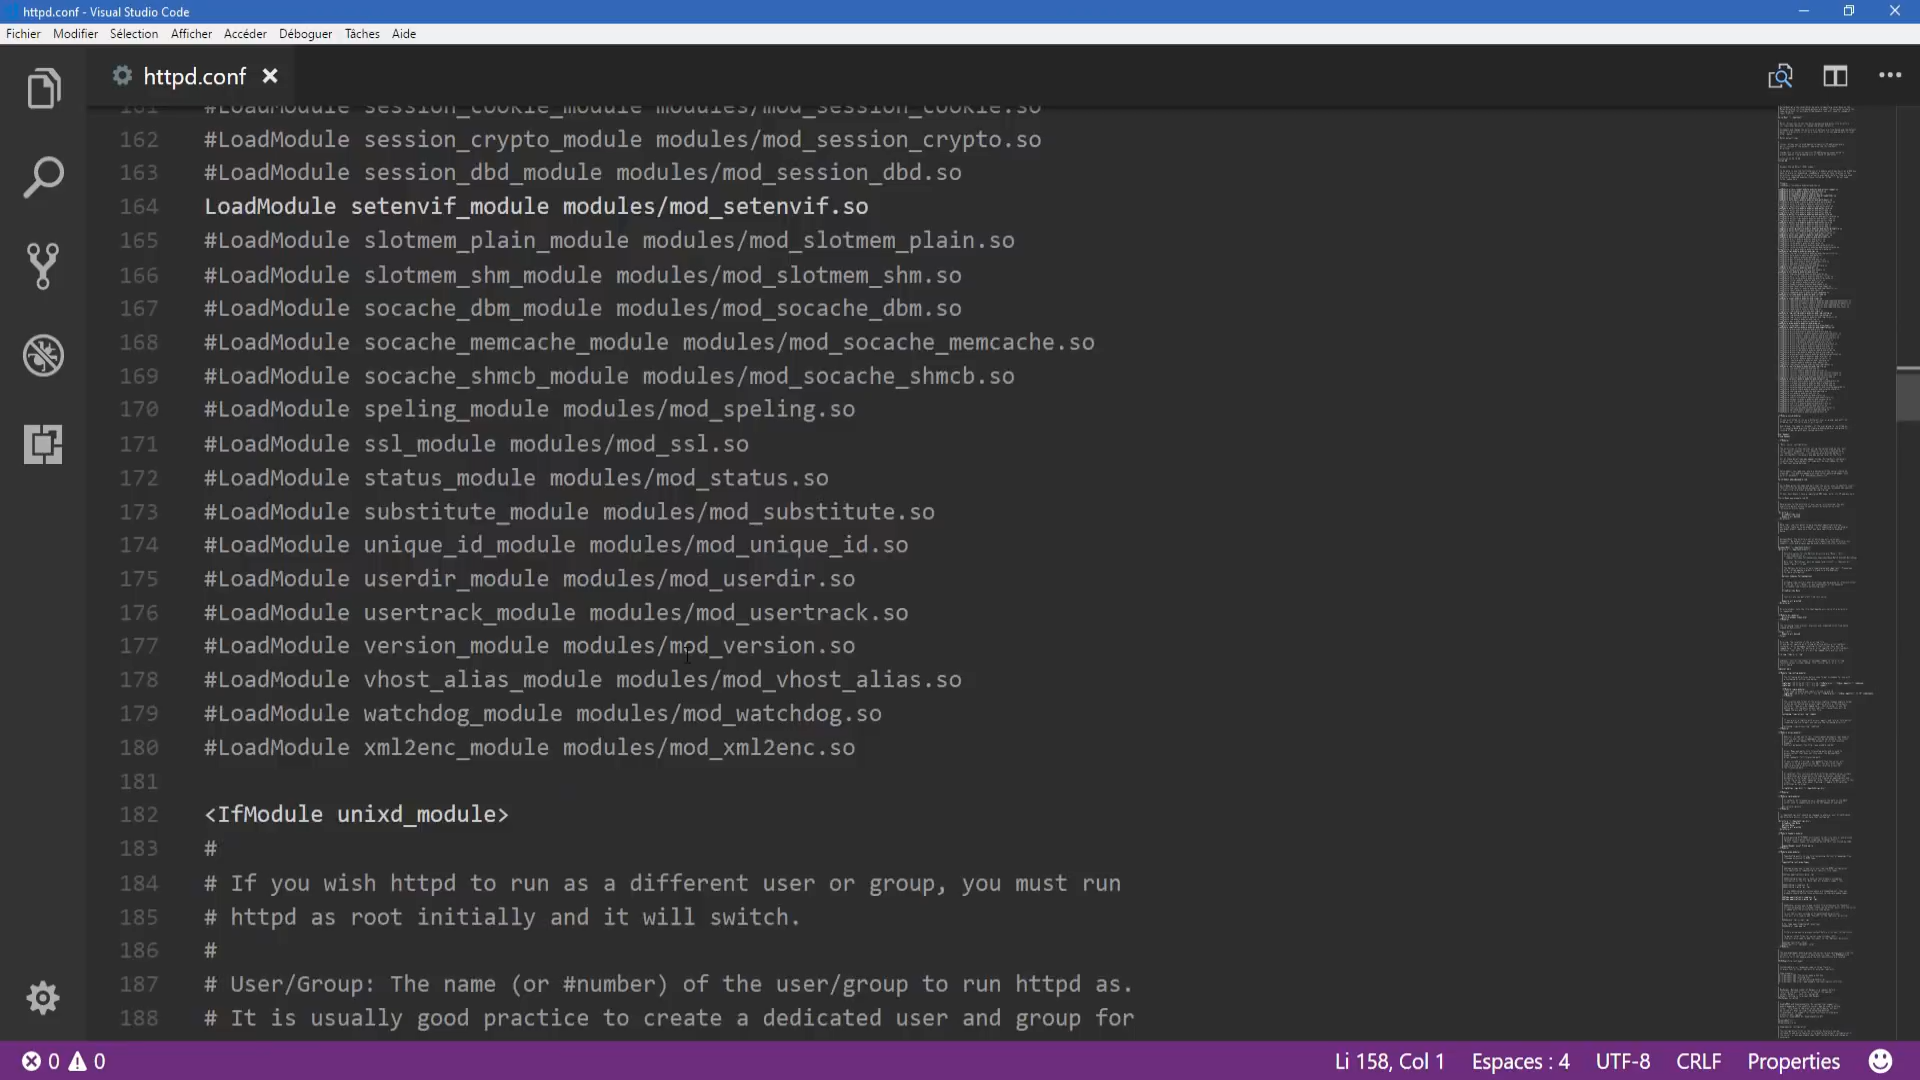 httpd.conf - Visual Studio Code
Fichier Modifier Sélection Afficher Accéder Déboguer Tâches Aide
httpd.conf
161 #LoadModule session_cookie_module modules/mod_session_cookie.so
162 #LoadModule session_crypto_module modules/mod_session_crypto.so
163 #LoadModule session_dbd_module modules/mod_session_dbd.so
164 LoadModule setenvif_module modules/mod_setenvif.so
165 #LoadModule slotmem_plain_module modules/mod_slotmem_plain.so
166 #LoadModule slotmem_shm_module modules/mod_slotmem_shm.so
167 #LoadModule socache_dbm_module modules/mod_socache_dbm.so
168 #LoadModule socache_memcache_module modules/mod_socache_memcache.so
169 #LoadModule socache_shmcb_module modules/mod_socache_shmcb.so
170 #LoadModule speling_module modules/mod_speling.so
171 #LoadModule ssl_module modules/mod_ssl.so
172 #LoadModule status_module modules/mod_status.so
173 #LoadModule substitute_module modules/mod_substitute.so
174 #LoadModule unique_id_module modules/mod_unique_id.so
175 #LoadModule userdir_module modules/mod_userdir.so
176 #LoadModule usertrack_module modules/mod_usertrack.so
177 #LoadModule version_module modules/mod_version.so
178 #LoadModule vhost_alias_module modules/mod_vhost_alias.so
179 #LoadModule watchdog_module modules/mod_watchdog.so
180 #LoadModule xml2enc_module modules/mod_xml2enc.so
181
182 <IfModule unixd_module>
183 #
184 # If you wish httpd to run as a different user or group, you must run
185 # httpd as root initially and it will switch.
186 #
187 # User/Group: The name (or #number) of the user/group to run httpd as.
188 # It is usually good practice to create a dedicated user and group for
0 0 Li 158, Col 1 Espaces : 4 UTF-8 CRLF Properties